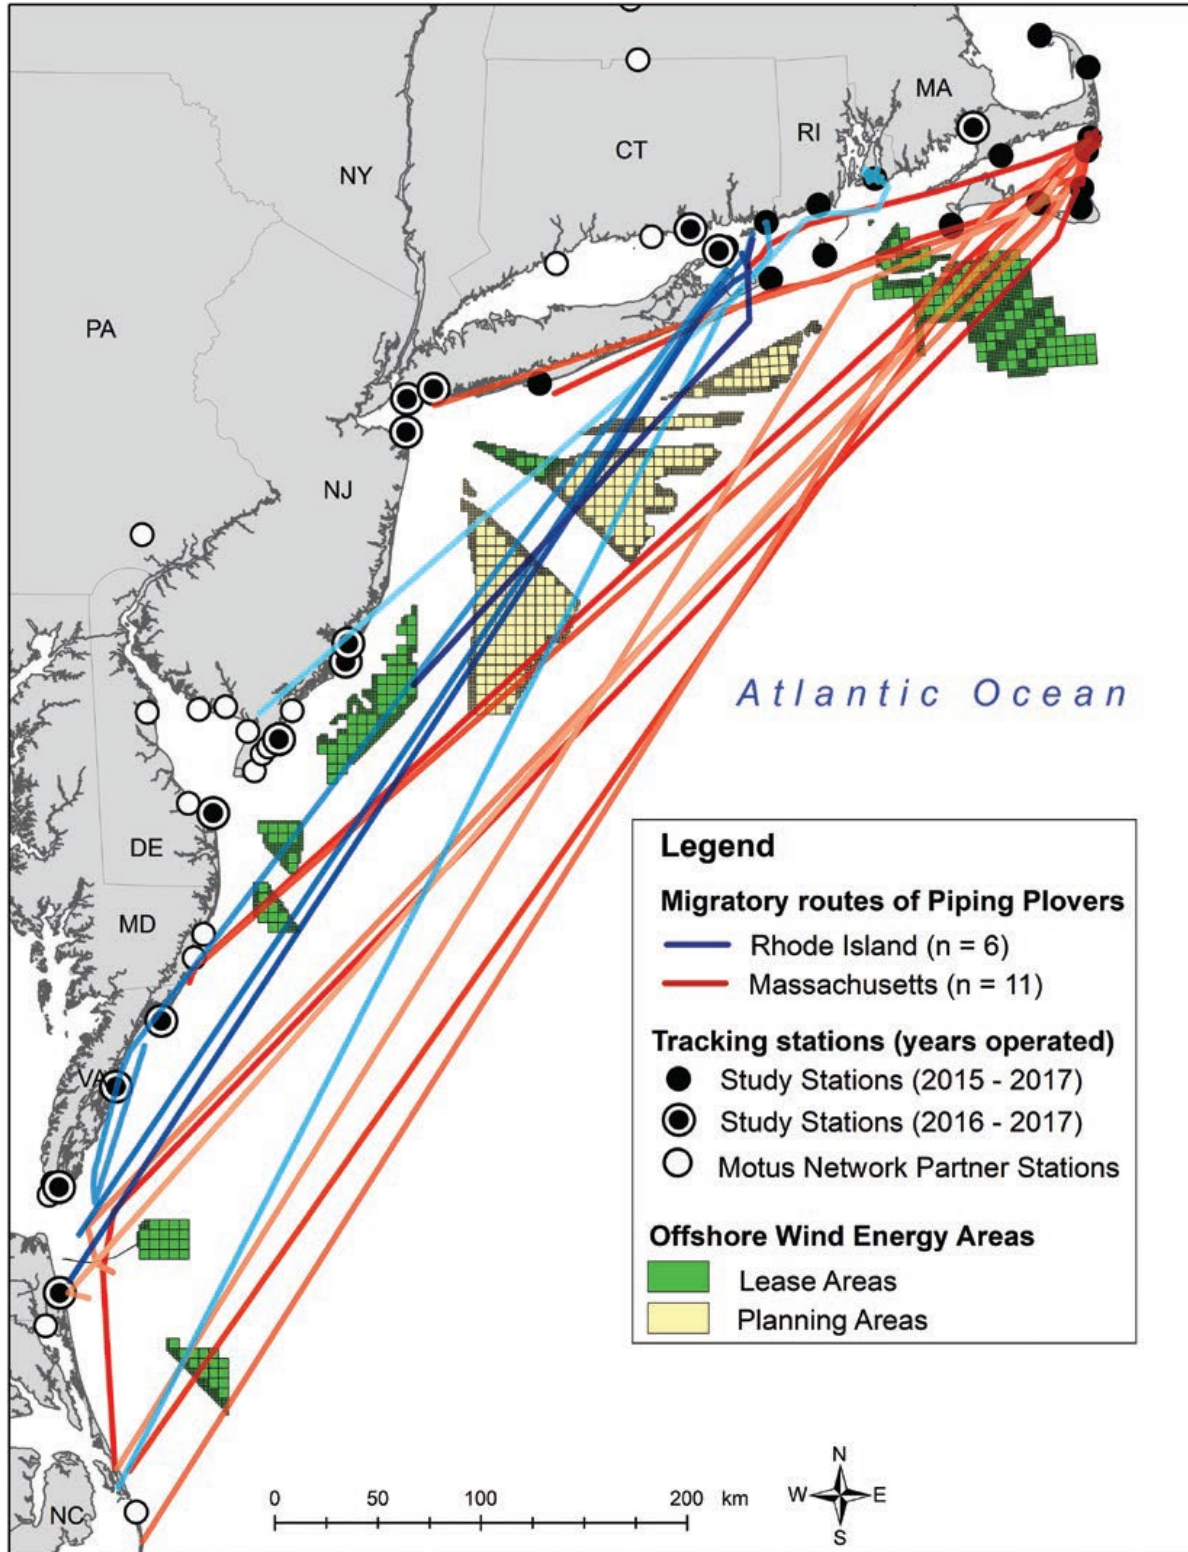 MA
RI
CT
NY
PA
NJ
Atlantic Ocean
DE
MD
VA
NC
Legend
Migratory routes of Piping Plovers
Rhode Island (n = 6)
Massachusetts (n = 11)
Tracking stations (years operated)
Study Stations (2015 - 2017)
Study Stations (2016 - 2017)
Motus Network Partner Stations
Offshore Wind Energy Areas
Lease Areas
Planning Areas
0 50 100 200 km
N
W E
S